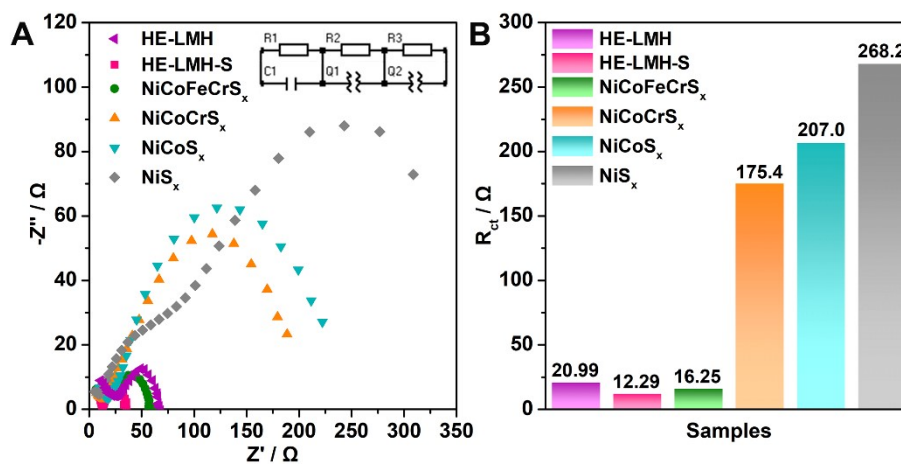 A
HE-LMH
HE-LMH-S
NiCoFeCrSₓ
NiCoCrSₓ
NiCoSₓ
NiSₓ
R1 R2 R3
C1 Q1 Q2
-Z'' / Ω
120
100
80
60
40
20
0
0 50 100 150 200 250 300 350
Z' / Ω
B
HE-LMH
HE-LMH-S
NiCoFeCrSₓ
NiCoCrSₓ
NiCoSₓ
NiSₓ
R_ct / Ω
300
250
200
150
100
50
0
20.99
12.29
16.25
175.4
207.0
268.2
Samples